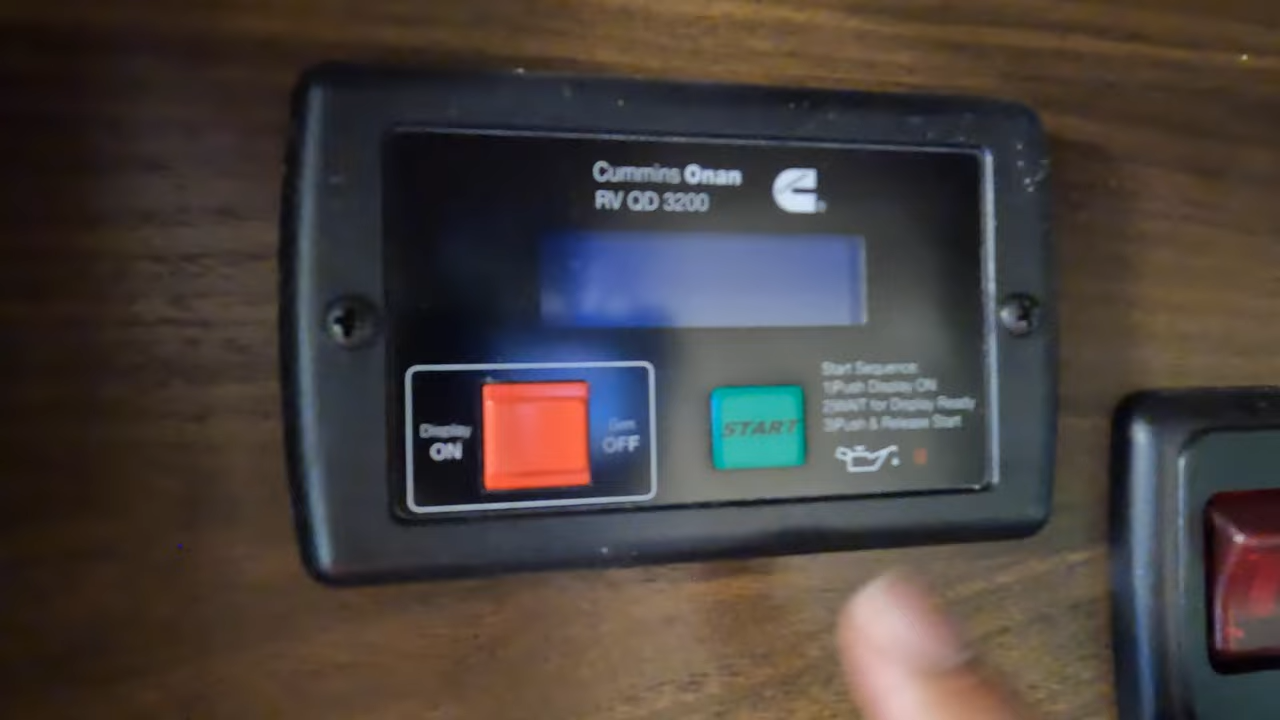 Cummins Onan
RV QD 3200
Start Sequence:
1)Push Display ON
2)WAIT for Display Ready
3)Push & Release Start
Display
ON
Gen
OFF
START